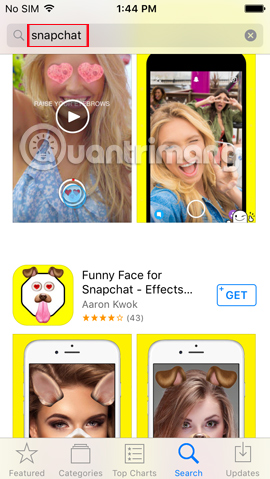 No SIM 1:44 PM
snapchat
RAISE YOUR EYEBROWS
Quantrimang
Funny Face for
Snapchat - Effects...
GET
Aaron Kwok
(43)
Featured Categories Top Charts Search Updates